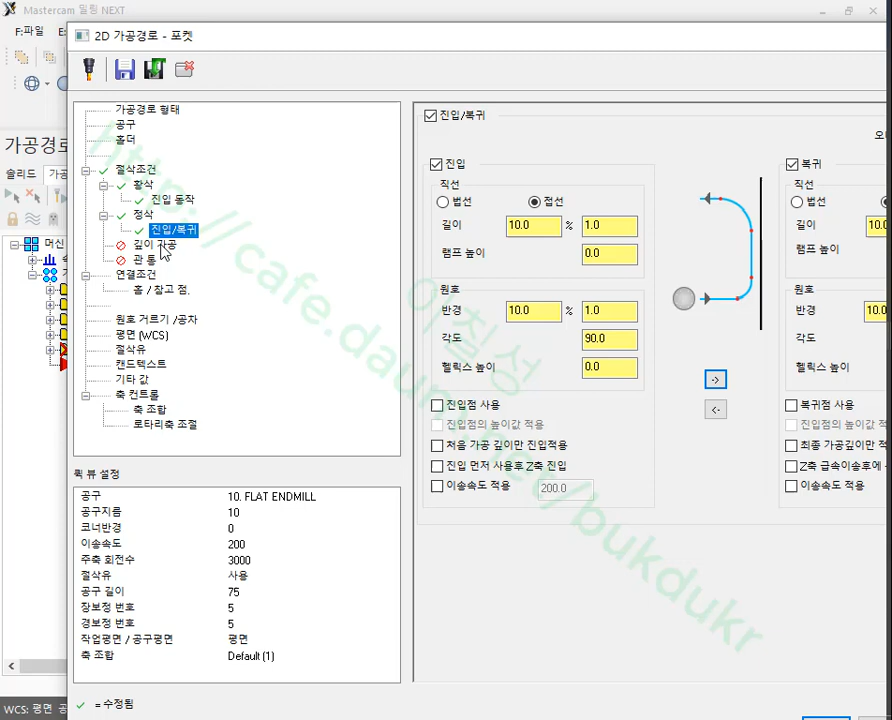 Mastercam 밀링 NEXT
F:파일
2D 가공경로 - 포켓
가공경로
솔리드
머신
가공경로 형태
공구
홀더
절삭조건
황삭
진입 동작
정삭
진입/복귀
깊이 가공
관 통
연결조건
홈 / 참고 점.
원호 거르기 /공차
평면 (WCS)
절삭유
캔드텍스트
기타 값
축 컨트롤
축 조합
로타리축 조절
퀵 뷰 설정
공구 10. FLAT ENDMILL
공구지름 10
코너반경 0
이송속도 200
주축 회전수 3000
절삭유 사용
공구 길이 75
장보정 번호 5
경보정 번호 5
작업평면 / 공구평면 평면
축 조합 Default (1)
= 수정됨
WCS: 평면
진입/복귀
진입
직선
법선 접선
길이 10.0 % 1.0
램프 높이 0.0
원호
반경 10.0 % 1.0
각도 90.0
헬릭스 높이 0.0
진입점 사용
진입점의 높이값 적용
처음 가공 깊이만 진입적용
진입 먼저 사용후 Z축 진입
이송속도 적용 200.0
복귀
직선
법선
길이 10.0
램프 높이
원호
반경 10.0
각도
헬릭스 높이
복귀점 사용
진입점의 높이값 적용
최종 가공깊이만 적
Z축 급속이송후에
이송속도 적용
http://cafe.daum.net/bukdukr
이칠성